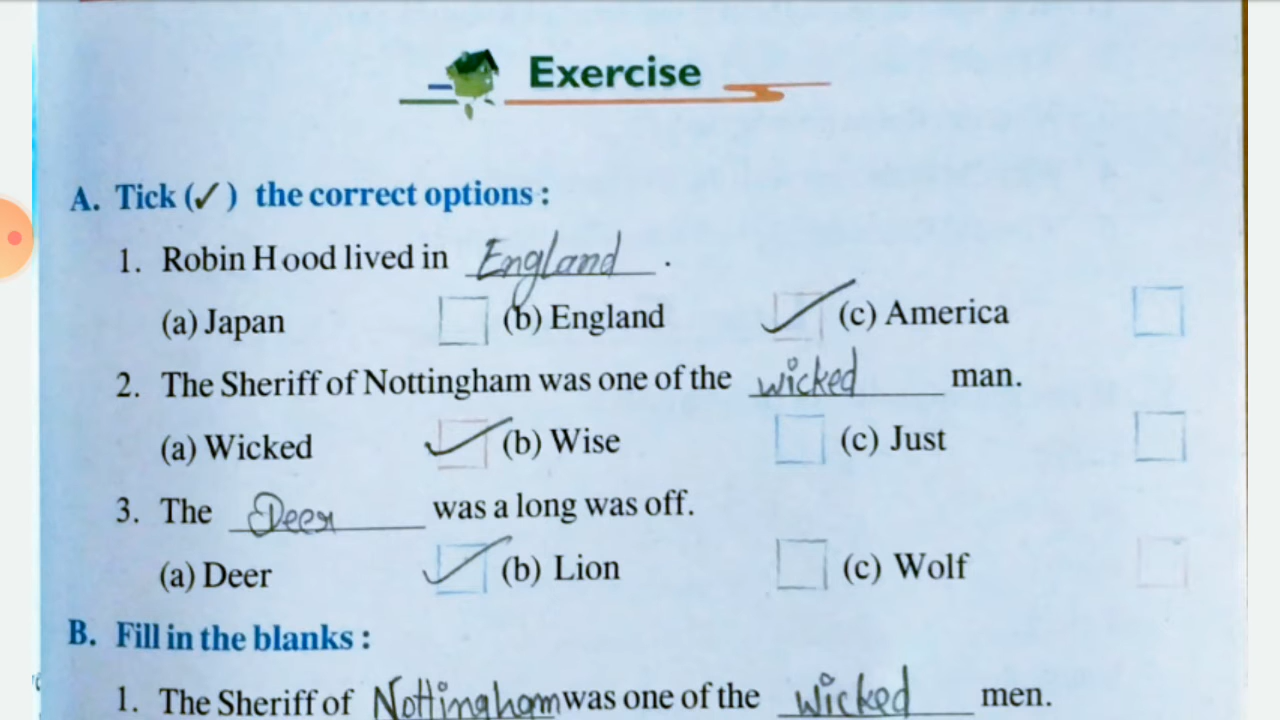 Exercise
A. Tick (✓) the correct options :
1. Robin Hood lived in England .
(a) Japan (b) England (c) America
2. The Sheriff of Nottingham was one of the wicked man.
(a) Wicked (b) Wise (c) Just
3. The Deer was a long was off.
(a) Deer (b) Lion (c) Wolf
B. Fill in the blanks :
1. The Sheriff of Nottingham was one of the wicked men.